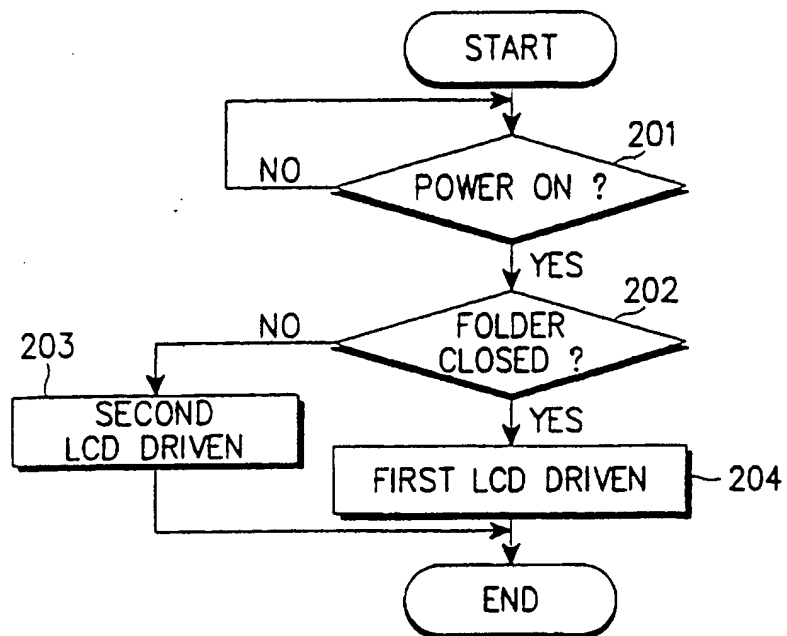 START
201
POWER ON ?
NO
YES
202
FOLDER
CLOSED ?
NO
203
SECOND
LCD DRIVEN
YES
FIRST LCD DRIVEN
204
END